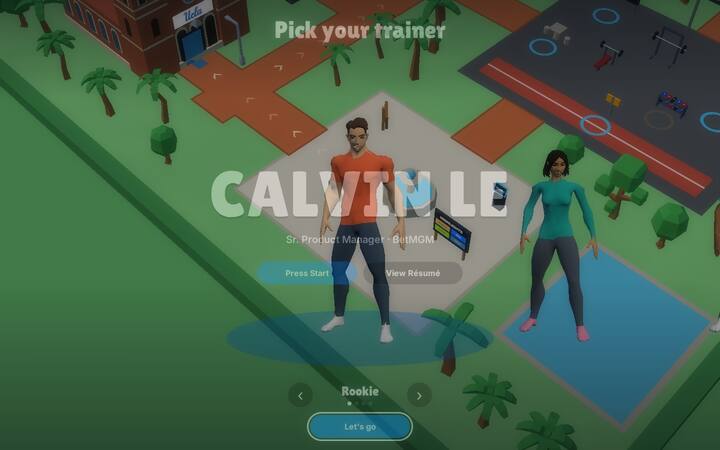 Ucla
Pick your trainer
CALVIN LE
Sr. Product Manager · BetMGM
Press Start
View Résumé
Rookie
Let's go